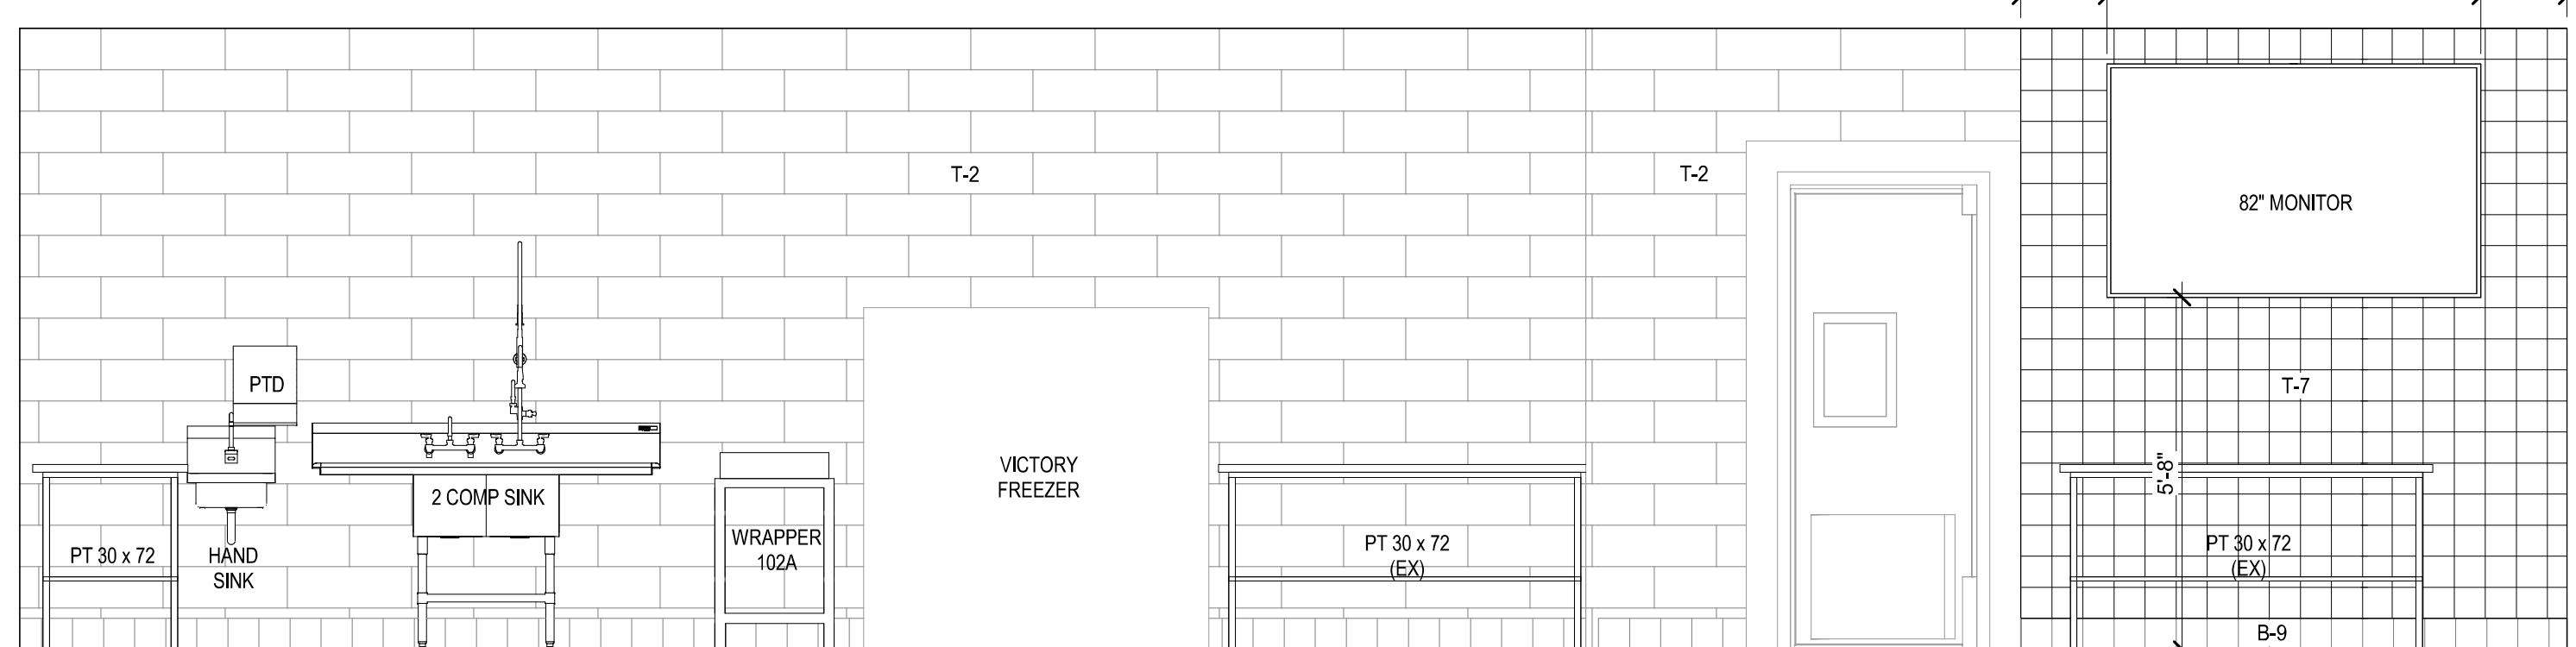 T-2
T-2
82" MONITOR
PTD
T-7
2 COMP SINK
VICTORY
FREEZER
5'-8"
PT 30 x 72
HAND
SINK
WRAPPER
102A
PT 30 x 72
(EX)
PT 30 x 72
(EX)
B-9